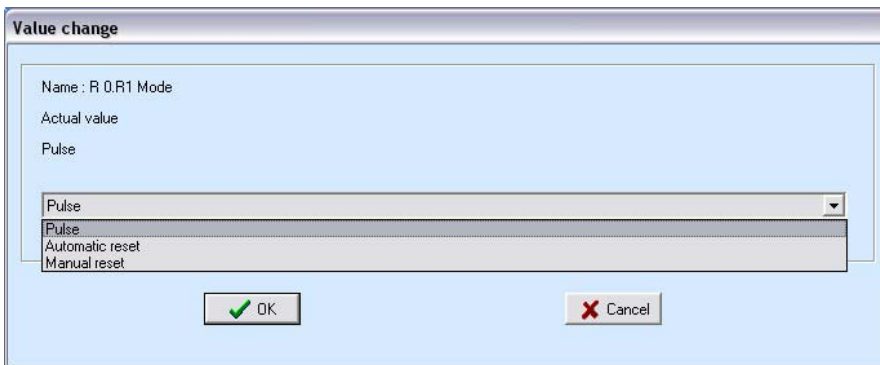 Value change
Name : R 0.R1 Mode
Actual value
Pulse
Pulse
Pulse
Automatic reset
Manual reset
OK
Cancel